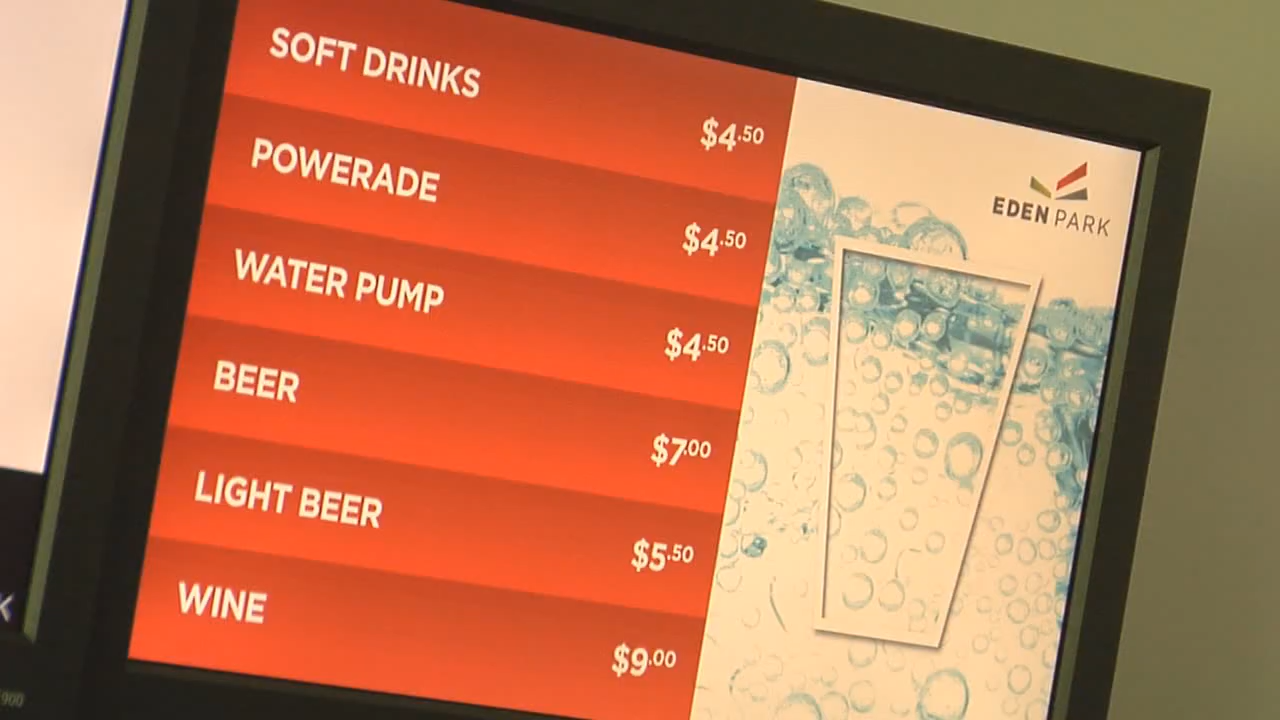 SOFT DRINKS
$4.50
POWERADE
$4.50
WATER PUMP
$4.50
BEER
$7.00
LIGHT BEER
$5.50
WINE
$9.00
EDEN PARK
K
900